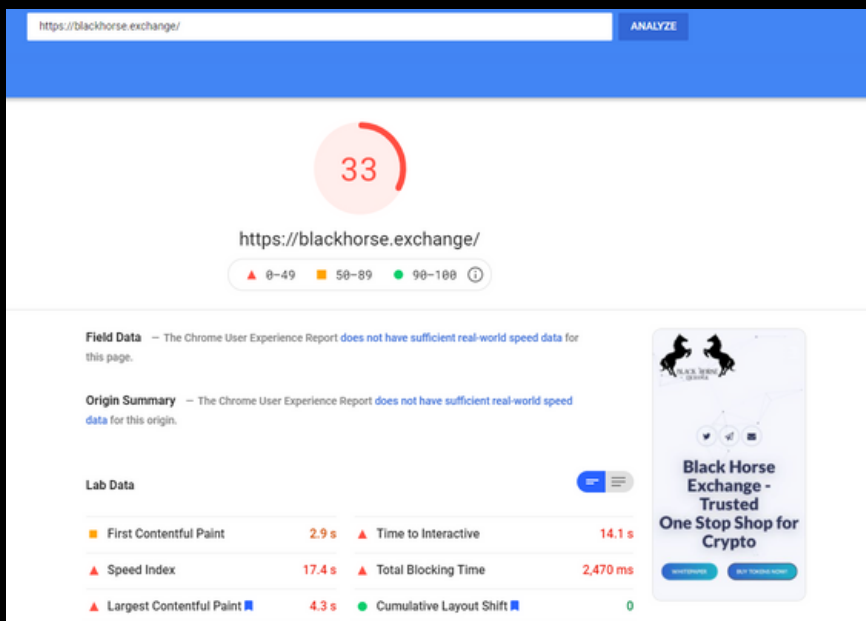 https://blackhorse.exchange/
ANALYZE
33
https://blackhorse.exchange/
0–49 50–89 90–100
Field Data — The Chrome User Experience Report does not have sufficient real-world speed data for
this page.
Origin Summary — The Chrome User Experience Report does not have sufficient real-world speed
data for this origin.
Lab Data
First Contentful Paint 2.9 s
Time to Interactive 14.1 s
Speed Index 17.4 s
Total Blocking Time 2,470 ms
Largest Contentful Paint 4.3 s
Cumulative Layout Shift 0
BLACK HORSE
Black Horse
Exchange -
Trusted
One Stop Shop for
Crypto
WHITEPAPER
BUY TOKENS NOW!